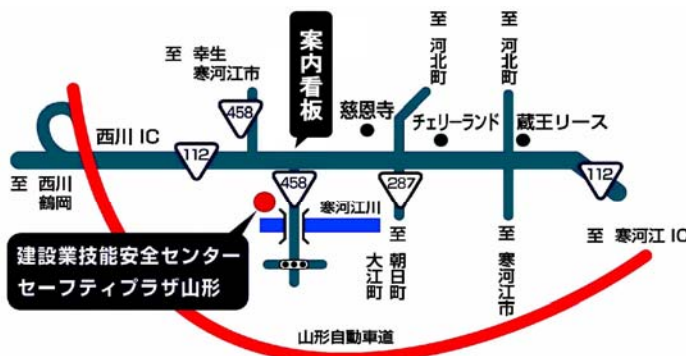 至 幸生
寒河江市
案内看板
至 河北町
至 河北町
458
慈恩寺
チェリーランド
蔵王リース
西川 IC
112
458
287
112
至 西川
鶴岡
寒河江川
建設業技能安全センター
セーフティプラザ山形
至 朝日町
大江町
至 寒河江市
至 寒河江 IC
山形自動車道